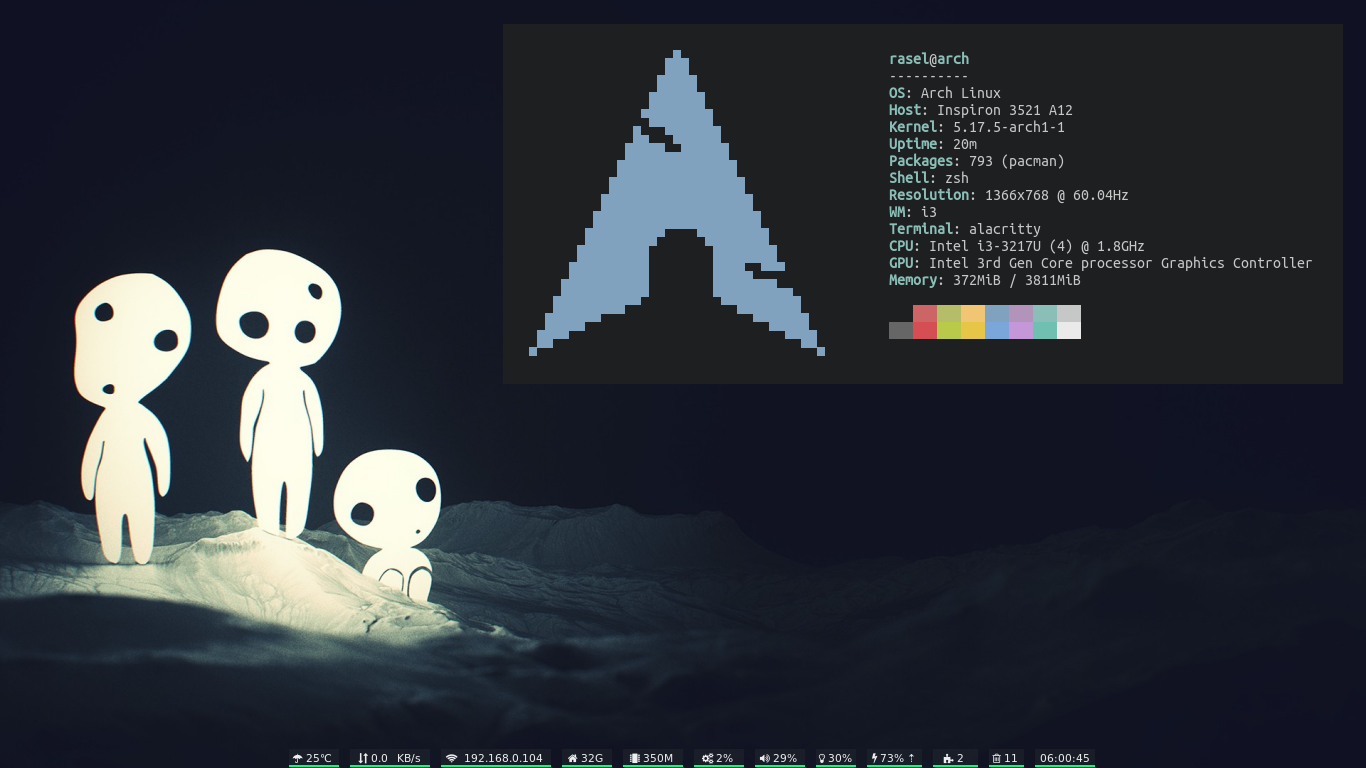 rasel@arch
----------
OS: Arch Linux
Host: Inspiron 3521 A12
Kernel: 5.17.5-arch1-1
Uptime: 20m
Packages: 793 (pacman)
Shell: zsh
Resolution: 1366x768 @ 60.04Hz
WM: i3
Terminal: alacritty
CPU: Intel i3-3217U (4) @ 1.8GHz
GPU: Intel 3rd Gen Core processor Graphics Controller
Memory: 372MiB / 3811MiB
25℃ 0.0 KB/s 192.168.0.104 32G 350M 2% 29% 30% 73% ↑ 2 11 06:00:45